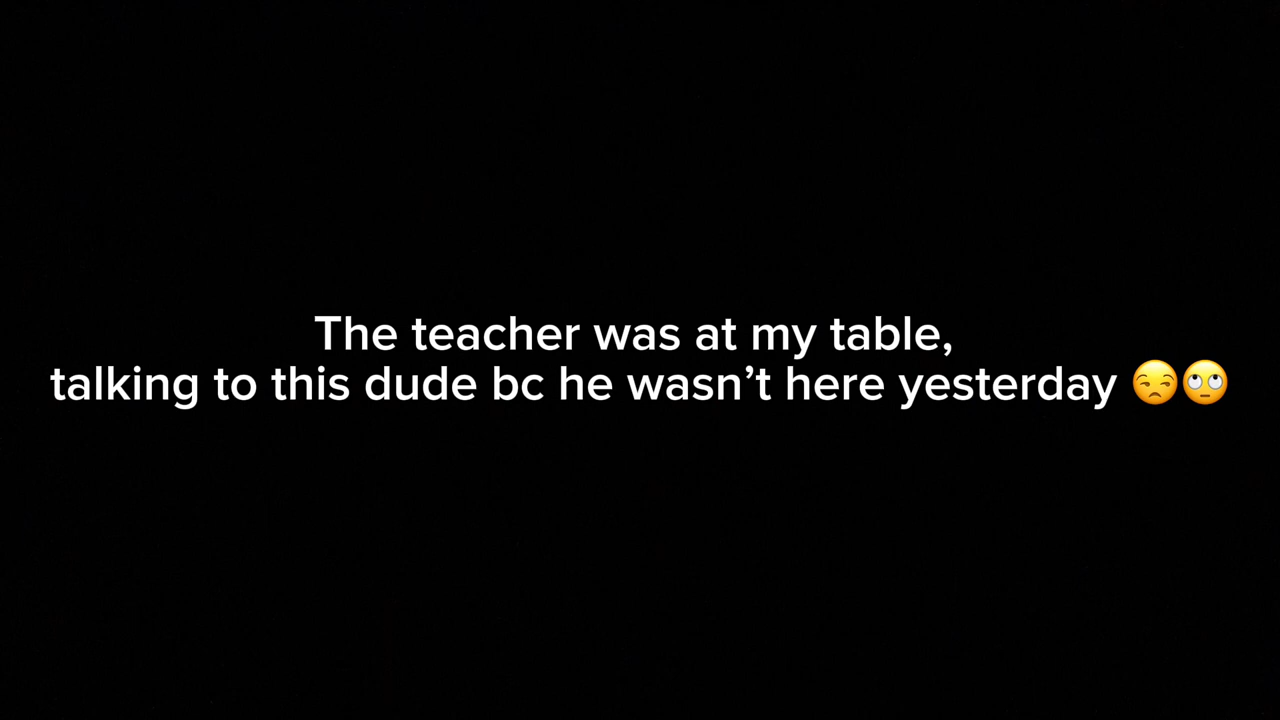 The teacher was at my table,
talking to this dude bc he wasn’t here yesterday 😒🙄